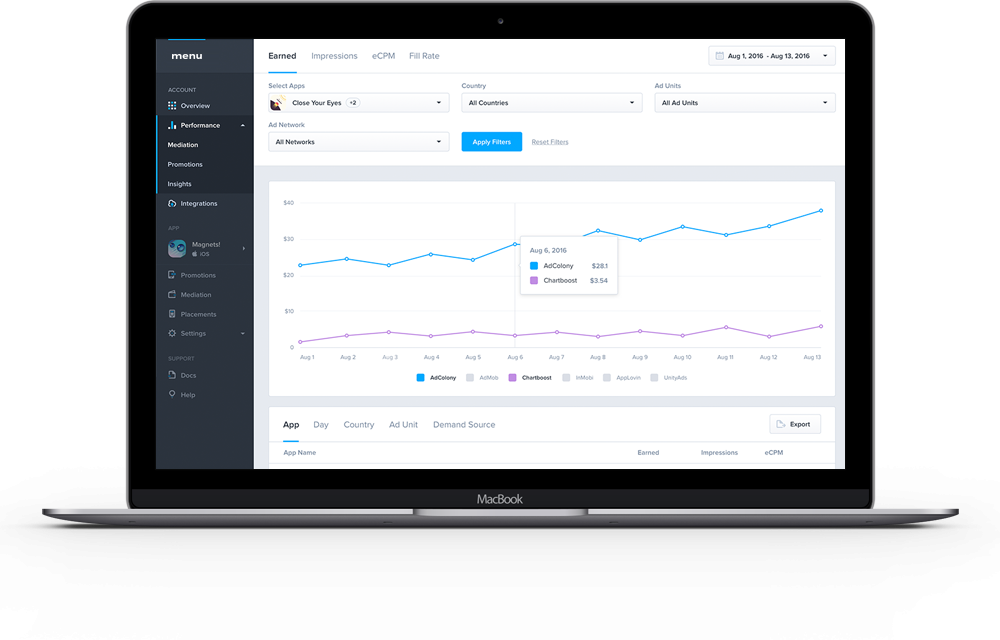 menu
ACCOUNT
Overview
Performance
Mediation
Promotions
Insights
Integrations
APP
Magnets!
iOS
Promotions
Mediation
Placements
Settings
SUPPORT
Docs
Help
Earned Impressions eCPM Fill Rate
Aug 1, 2016 - Aug 13, 2016
Select Apps Country Ad Units
Close Your Eyes +2 All Countries All Ad Units
Ad Network
All Networks Apply Filters Reset Filters
$40
$30
$20
$10
0
Aug 6, 2016
AdColony $28.1
Chartboost $3.54
Aug 1 Aug 2 Aug 3 Aug 4 Aug 5 Aug 6 Aug 7 Aug 8 Aug 9 Aug 10 Aug 11 Aug 12 Aug 13
AdColony AdMob Chartboost InMobi AppLovin UnityAds
App Day Country Ad Unit Demand Source
Export
App Name Earned Impressions eCPM
MacBook